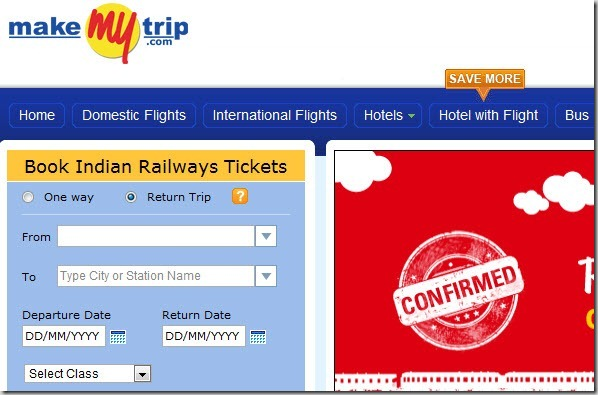 make my trip
.com
SAVE MORE
Home Domestic Flights International Flights Hotels Hotel with Flight Bus
Book Indian Railways Tickets
One way Return Trip ?
From
To Type City or Station Name
Departure Date Return Date
DD/MM/YYYY DD/MM/YYYY
Select Class
CONFIRMED